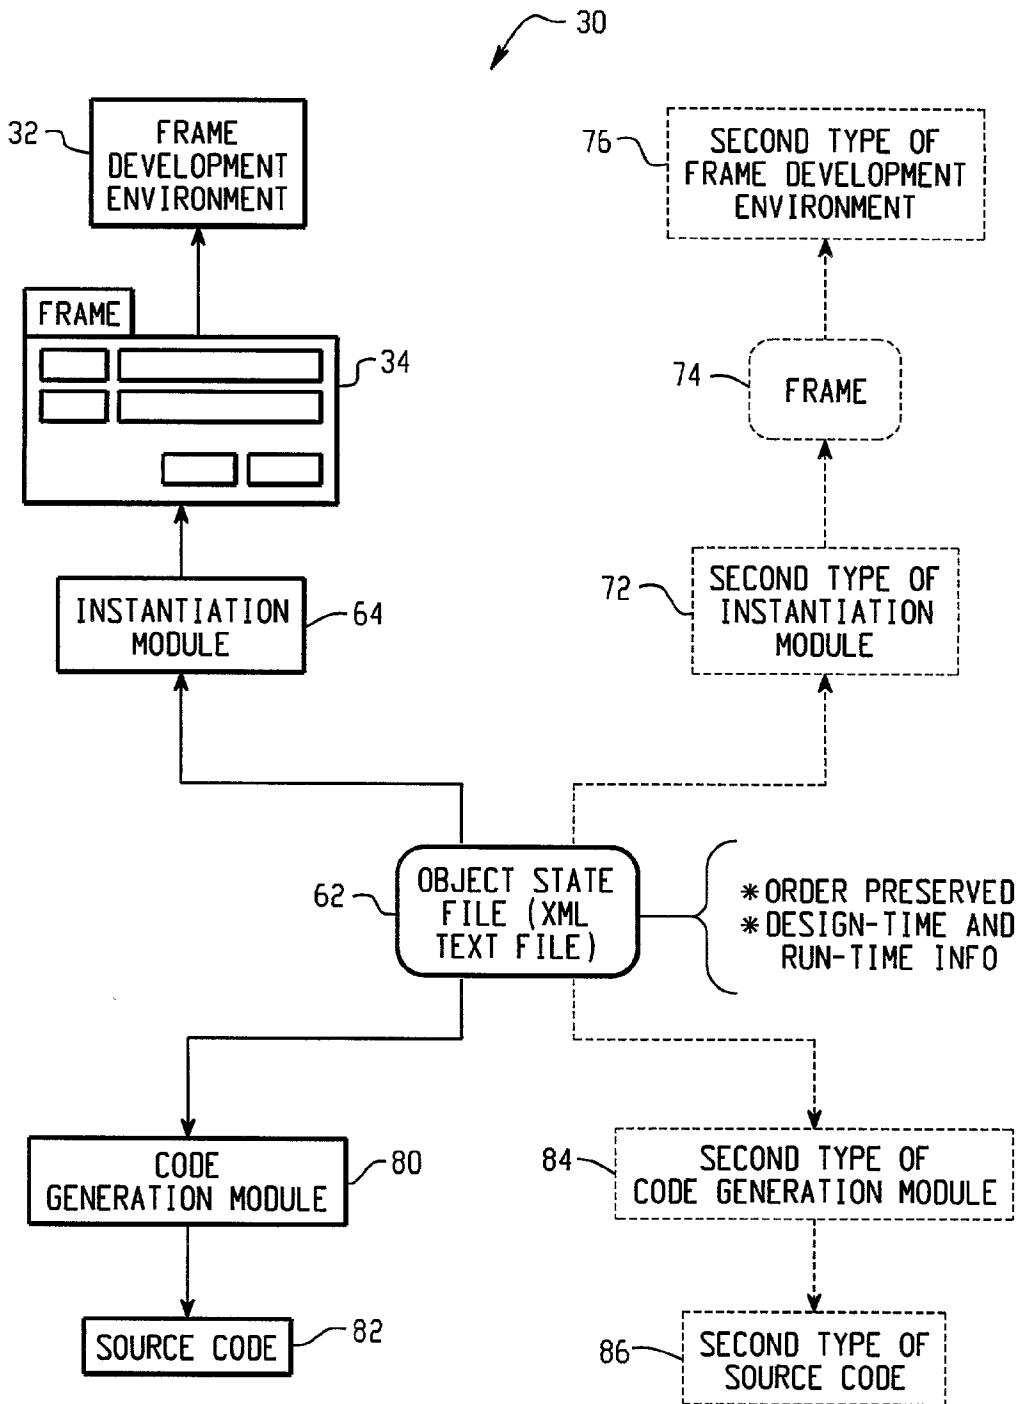 30
32
FRAME
DEVELOPMENT
ENVIRONMENT
76
SECOND TYPE OF
FRAME DEVELOPMENT
ENVIRONMENT
FRAME
34
74
FRAME
INSTANTIATION
MODULE
64
72
SECOND TYPE OF
INSTANTIATION
MODULE
62
OBJECT STATE
FILE (XML
TEXT FILE)
*ORDER PRESERVED
*DESIGN-TIME AND
RUN-TIME INFO
CODE
GENERATION MODULE
80
84
SECOND TYPE OF
CODE GENERATION MODULE
SOURCE CODE
82
86
SECOND TYPE OF
SOURCE CODE